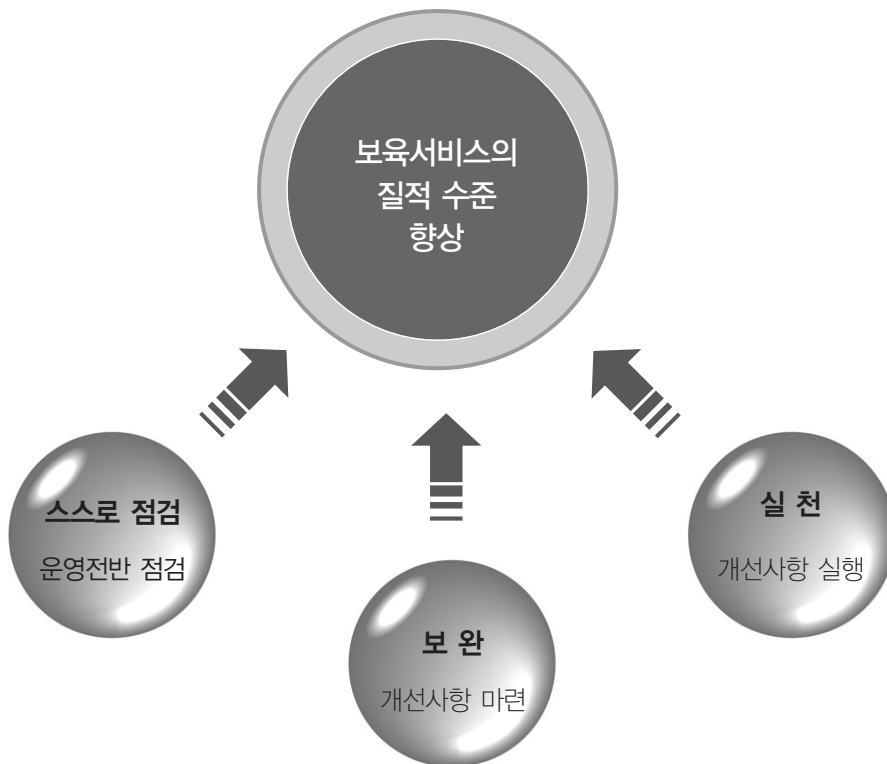 보육서비스의
질적 수준
향상
스스로 점검
운영전반 점검
보 완
개선사항 마련
실 천
개선사항 실행